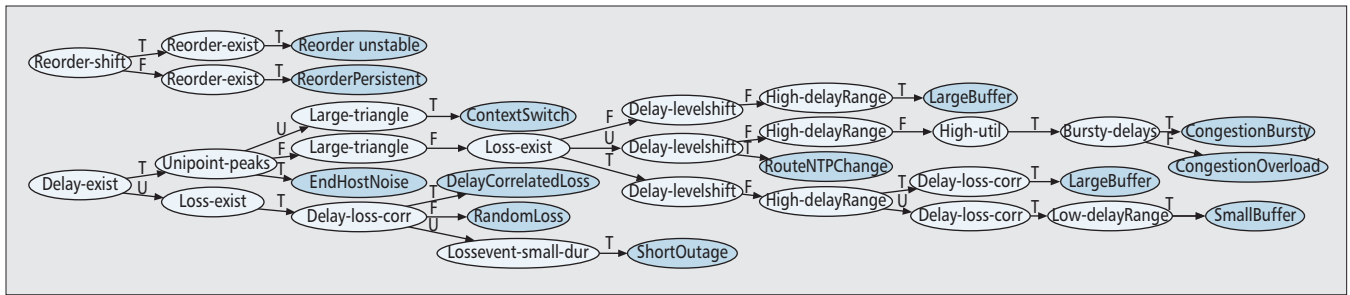 Reorder-shift
T
Reorder-exist
T
Reorder unstable
F
Reorder-exist
T
ReorderPersistent
Delay-exist
T
Unipoint-peaks
U
Large-triangle
T
ContextSwitch
F
Large-triangle
F
Loss-exist
T
EndHostNoise
F
Delay-levelshift
F
High-delayRange
T
LargeBuffer
U
Delay-levelshift
F
High-delayRange
F
High-util
T
Bursty-delays
T
CongestionBursty
F
CongestionOverload
T
RouteNTPChange
T
Delay-levelshift
F
High-delayRange
T
Delay-loss-corr
T
LargeBuffer
U
Delay-loss-corr
T
Low-delayRange
T
SmallBuffer
U
Loss-exist
T
Delay-loss-corr
T
DelayCorrelatedLoss
F
RandomLoss
U
Lossevent-small-dur
T
ShortOutage